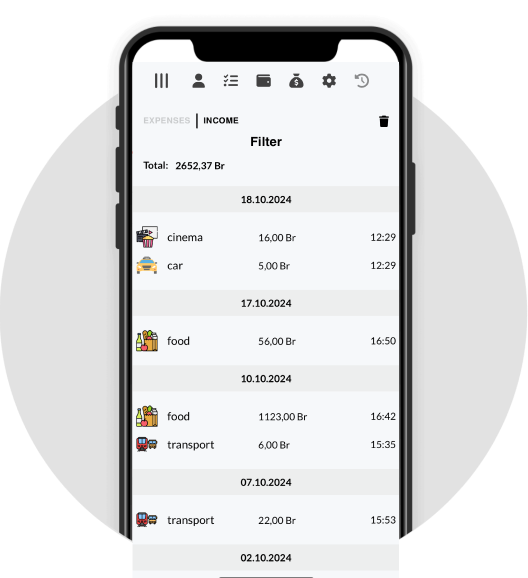 EXPENSES | INCOME
Filter
Total: 2652,37 Br
18.10.2024
cinema 16,00 Br 12:29
car 5,00 Br 12:29
17.10.2024
food 56,00 Br 16:50
10.10.2024
food 1123,00 Br 16:42
transport 6,00 Br 15:35
07.10.2024
transport 22,00 Br 15:53
02.10.2024